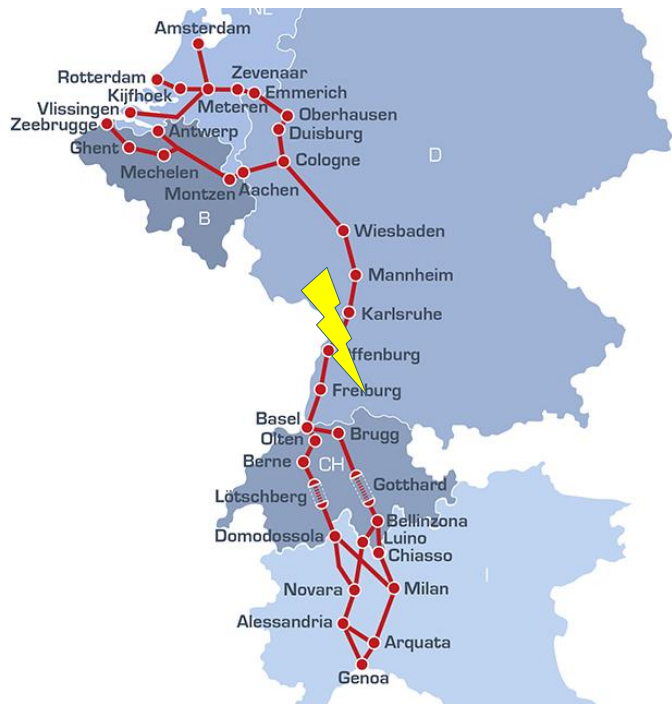 NL
Amsterdam
Rotterdam
Zevenaar
Kijfhoek
Emmerich
Vlissingen
Meteren
Oberhausen
Zeebrugge
Antwerp
Duisburg
Ghent
D
Mechelen
Cologne
Montzen
Aachen
B
Wiesbaden
Mannheim
Karlsruhe
ffenburg
Freiburg
Basel
Olten
Brugg
Berne
CH
Gotthard
Lötschberg
Bellinzona
Domodossola
Luino
Chiasso
I
Novara
Milan
Alessandria
Arquata
Genoa